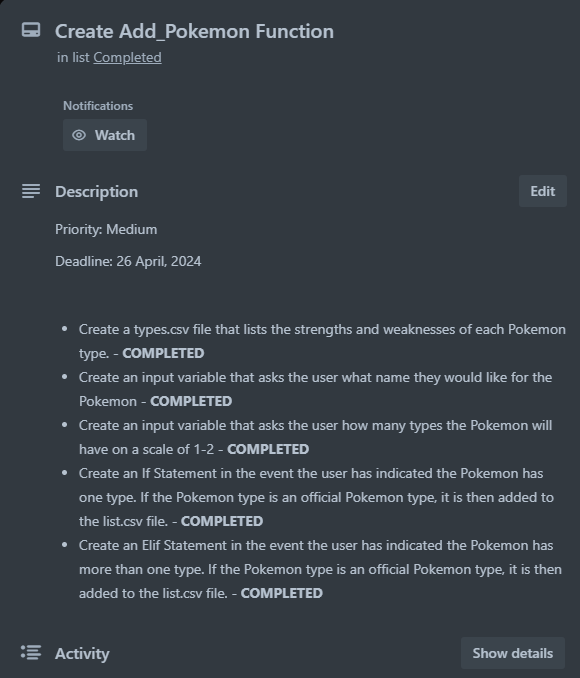 Create Add_Pokemon Function
in list Completed
Notifications
Watch
Description
Edit
Priority: Medium
Deadline: 26 April, 2024
• Create a types.csv file that lists the strengths and weaknesses of each Pokemon
type. - COMPLETED
• Create an input variable that asks the user what name they would like for the
Pokemon - COMPLETED
• Create an input variable that asks the user how many types the Pokemon will
have on a scale of 1-2 - COMPLETED
• Create an If Statement in the event the user has indicated the Pokemon has
one type. If the Pokemon type is an official Pokemon type, it is then added to
the list.csv file. - COMPLETED
• Create an Elif Statement in the event the user has indicated the Pokemon has
more than one type. If the Pokemon type is an official Pokemon type, it is then
added to the list.csv file. - COMPLETED
Activity
Show details